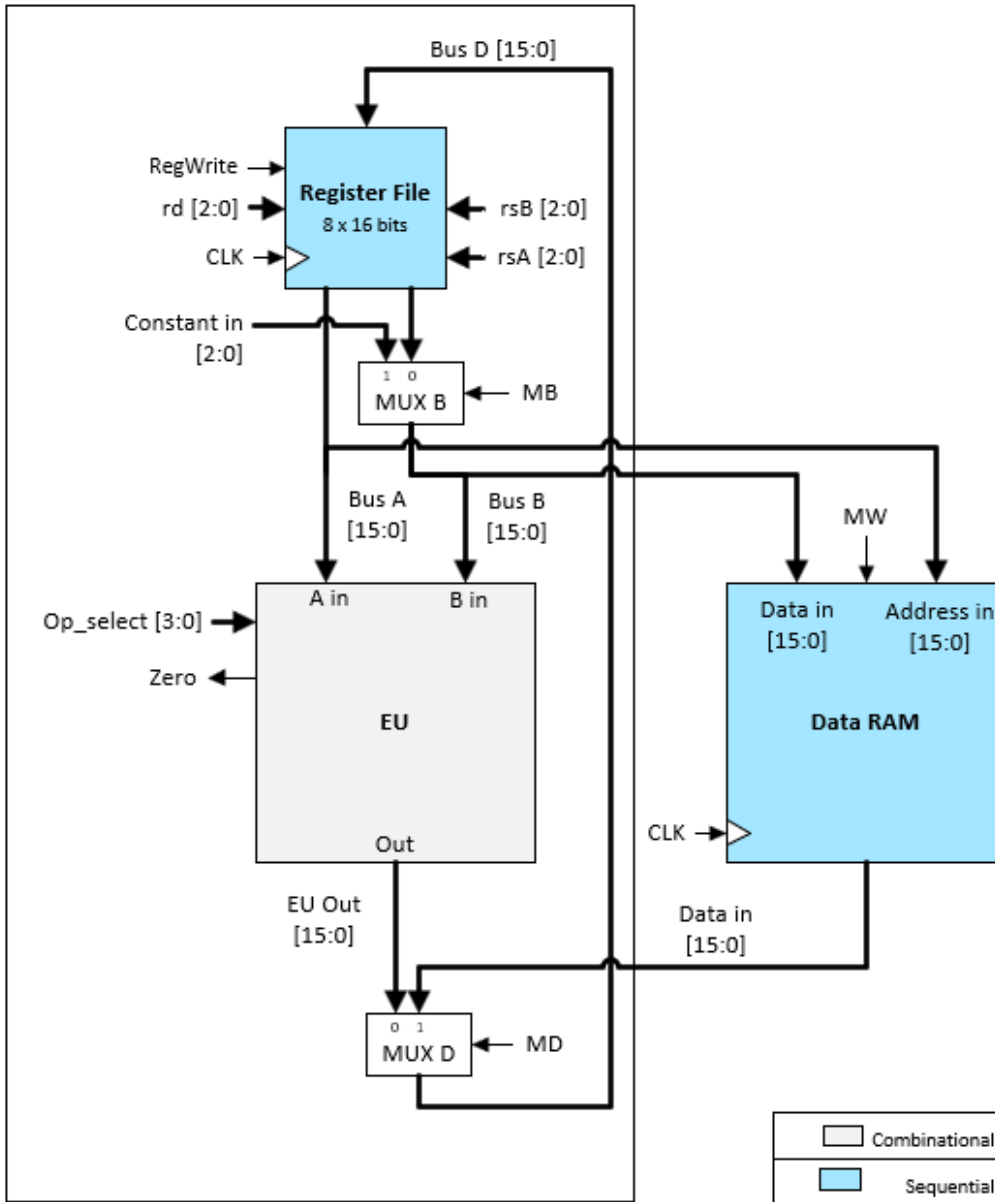 Bus D [15:0]
RegWrite
Register File
rd [2:0]
8 x 16 bits
rsB [2:0]
CLK
rsA [2:0]
Constant in
[2:0]
1 0
MUX B
MB
Bus A
[15:0]
Bus B
[15:0]
MW
A in
B in
Data in
[15:0]
Address in
[15:0]
Op_select [3:0]
Zero
EU
Data RAM
CLK
Out
EU Out
[15:0]
Data in
[15:0]
0 1
MUX D
MD
Combinational
Sequential